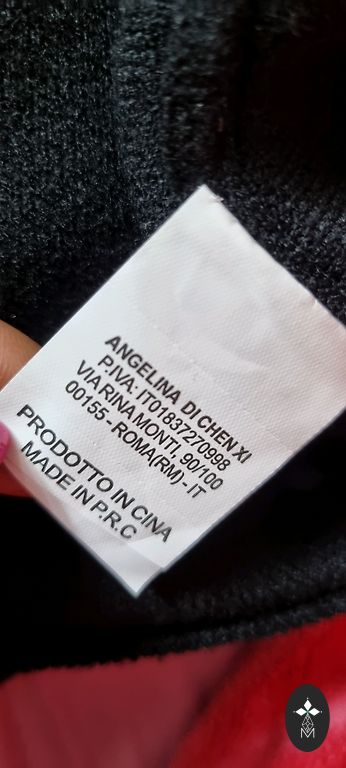 ANGELINA DI CHEN XI
P.IVA: IT01837270998
VIA RINA MONTI, 90/100
00155 - ROMA(RM) - IT
PRODOTTO IN CINA
MADE IN P.R.C